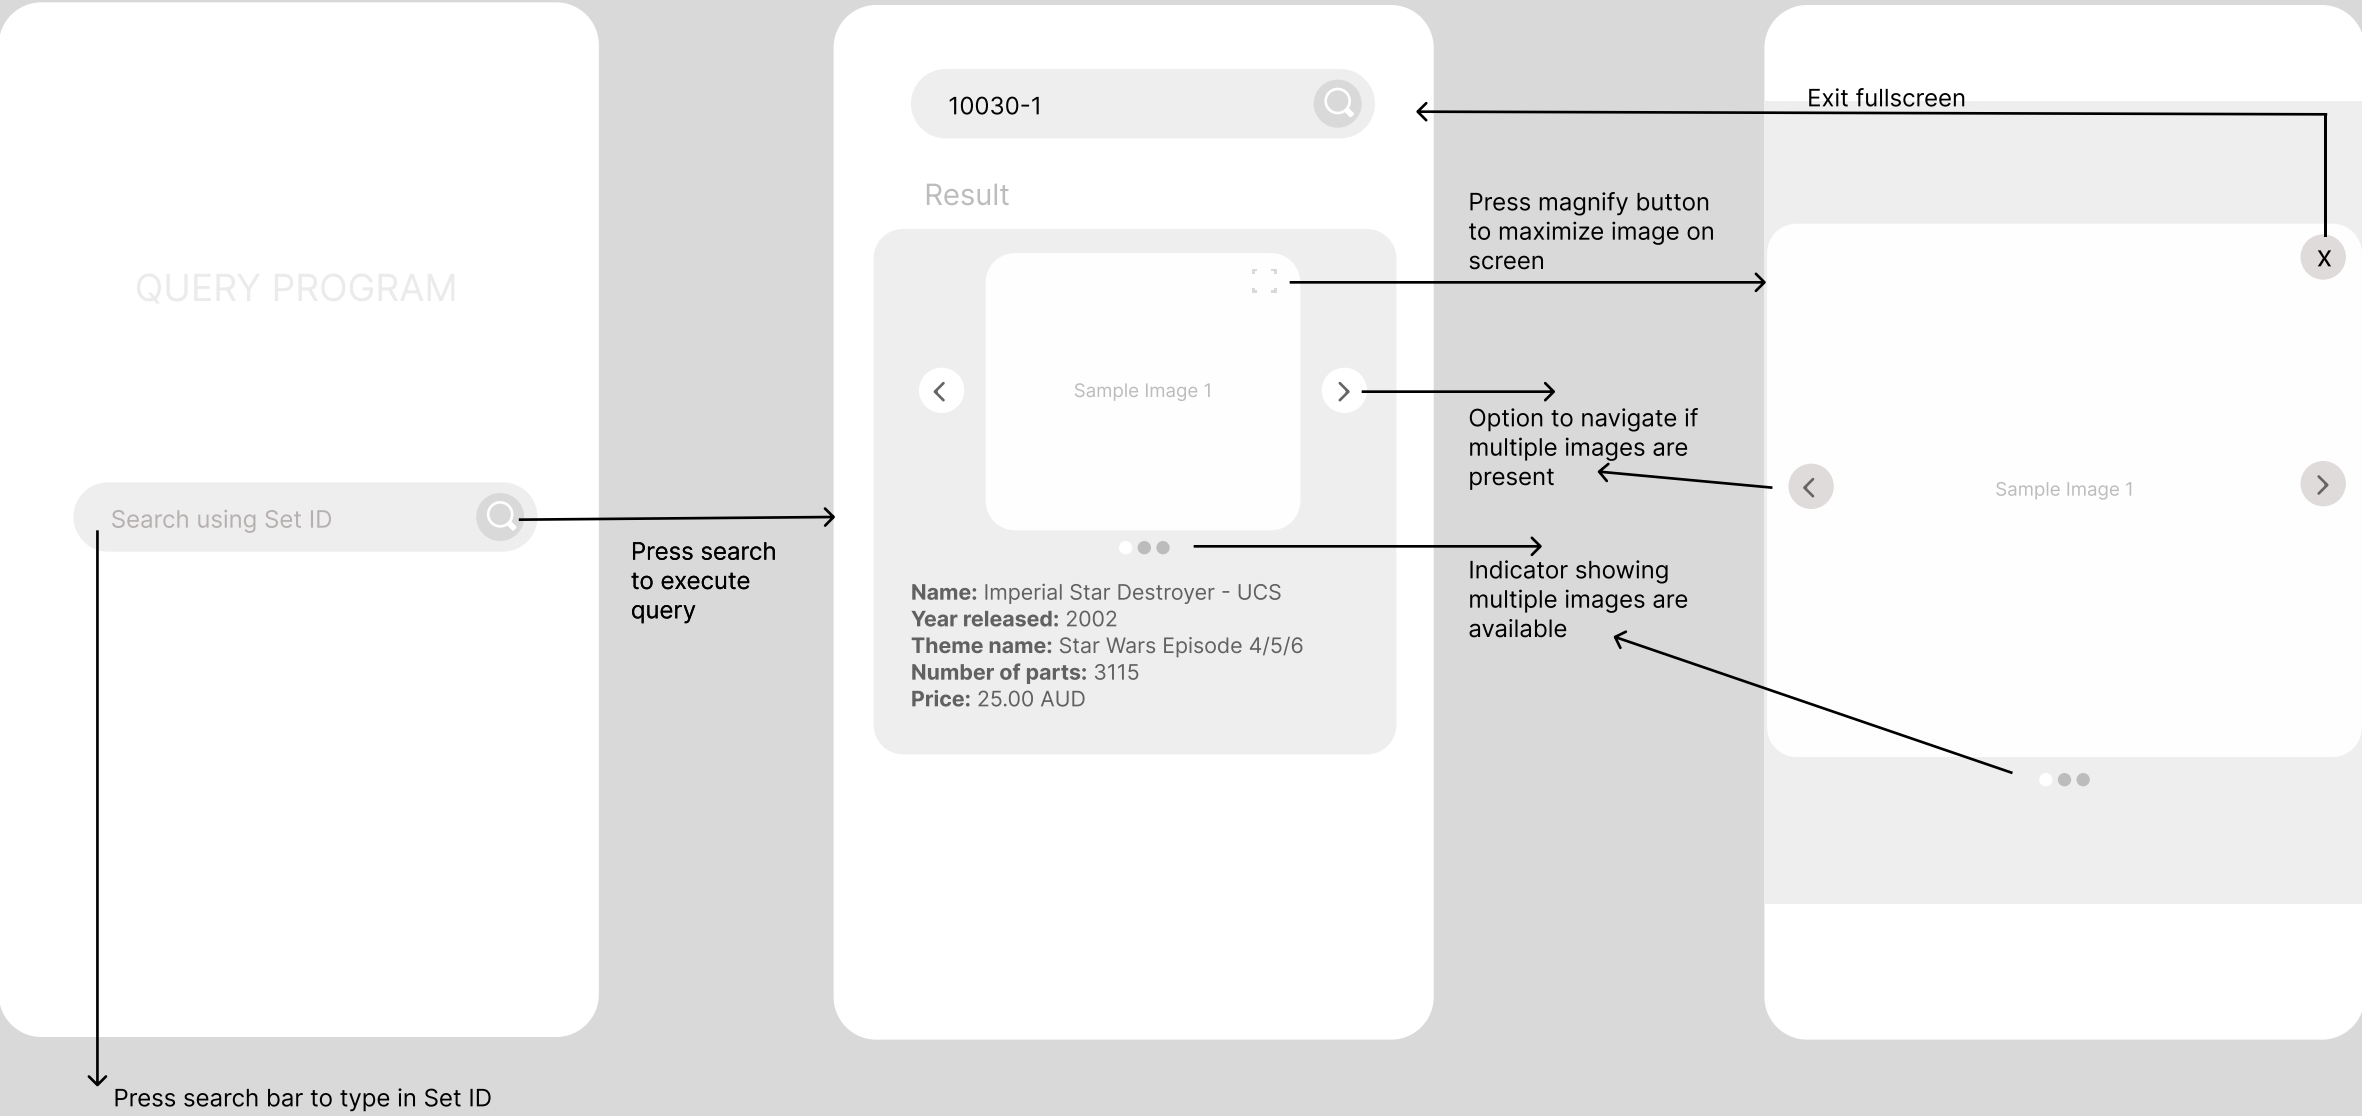 QUERY PROGRAM
Search using Set ID
Press search bar to type in Set ID
Press search
to execute
query
10030-1
Result
Sample Image 1
Name: Imperial Star Destroyer - UCS
Year released: 2002
Theme name: Star Wars Episode 4/5/6
Number of parts: 3115
Price: 25.00 AUD
Press magnify button
to maximize image on
screen
Option to navigate if
multiple images are
present
Indicator showing
multiple images are
available
Exit fullscreen
X
Sample Image 1